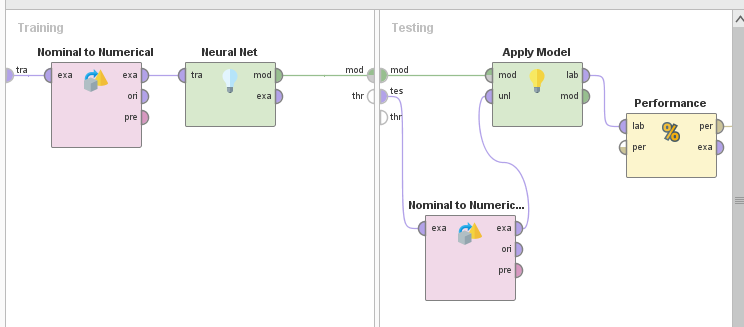 Training
Nominal to Numerical
Neural Net
tra
exa
exa
ori
pre
tra
mod
exa
mod
thr
Testing
Apply Model
mod
tes
thr
mod
unl
lab
mod
Performance
lab
per
per
exa
Nominal to Numeric...
exa
exa
ori
pre